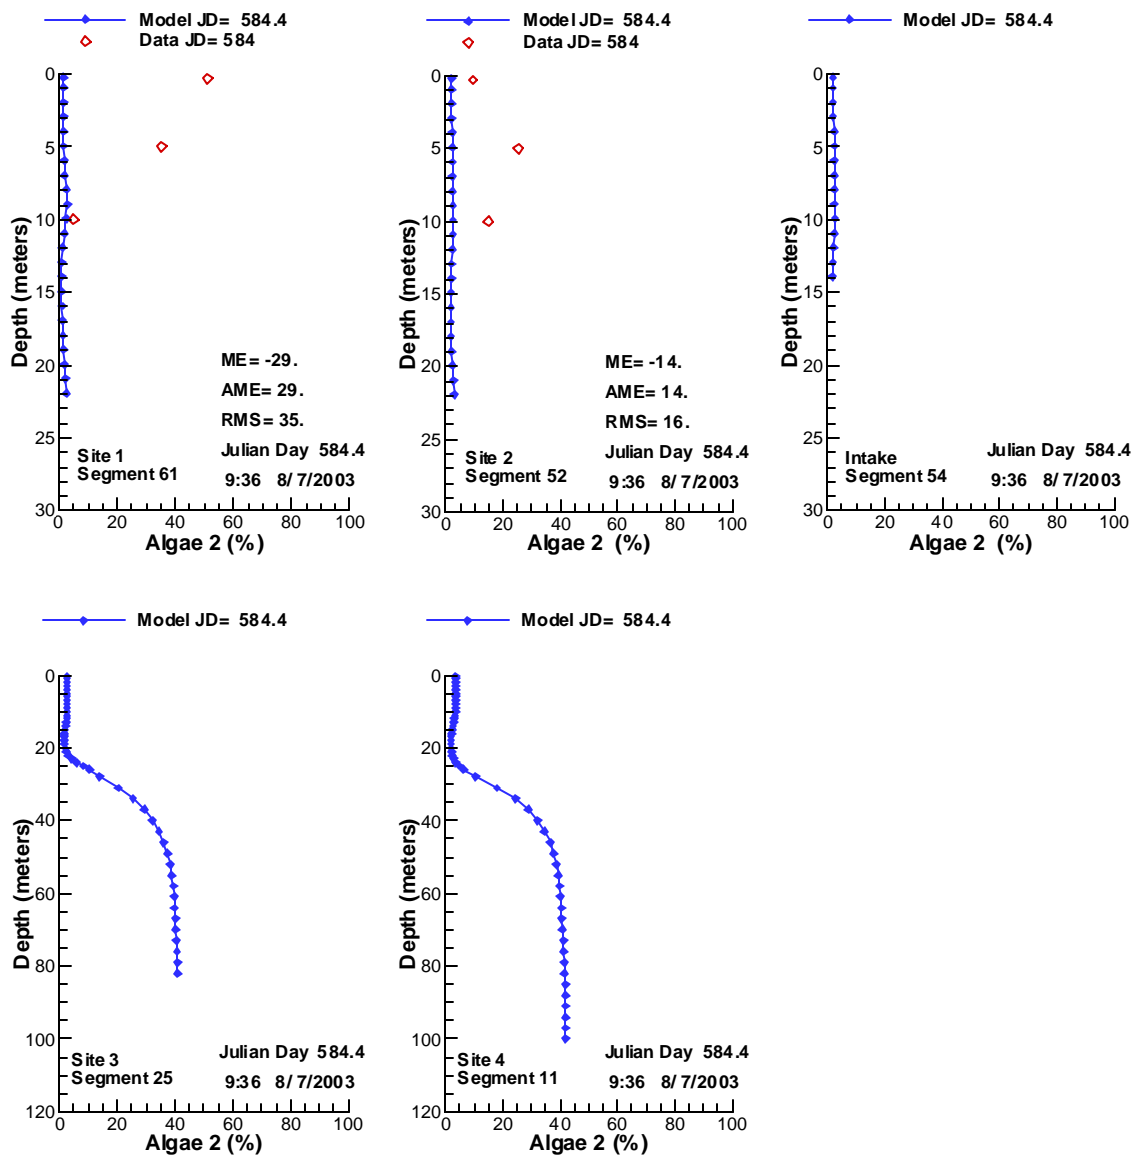 Model JD= 584.4
Data JD= 584
0
5
10
15
20
25
30
Depth (meters)
ME= -29.
AME= 29.
RMS= 35.
Julian Day 584.4
Site 1
Segment 61
9:36 8/ 7/2003
0 20 40 60 80 100
Algae 2 (%)
Model JD= 584.4
Data JD= 584
0
5
10
15
20
25
30
Depth (meters)
ME= -14.
AME= 14.
RMS= 16.
Julian Day 584.4
Site 2
Segment 52
9:36 8/ 7/2003
0 20 40 60 80 100
Algae 2 (%)
Model JD= 584.4
0
5
10
15
20
25
30
Depth (meters)
Julian Day 584.4
Intake
Segment 54
9:36 8/ 7/2003
0 20 40 60 80 100
Algae 2 (%)
Model JD= 584.4
0
20
40
60
80
100
120
Depth (meters)
Julian Day 584.4
Site 3
Segment 25
9:36 8/ 7/2003
0 20 40 60 80 100
Algae 2 (%)
Model JD= 584.4
0
20
40
60
80
100
120
Depth (meters)
Julian Day 584.4
Site 4
Segment 11
9:36 8/ 7/2003
0 20 40 60 80 100
Algae 2 (%)